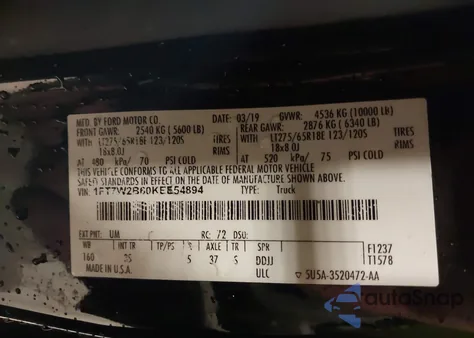 MFD. BY FORD MOTOR CO.
DATE: 03/19 GVWR: 4536 KG (10000 LB)
FRONT GAWR: 2540 KG (5600 LB) REAR GAWR: 2876 KG (6340 LB)
WITH LT275/65R18E 123/120S TIRES WITH LT275/65R18E 123/120S TIRES
18x8.0J RIMS 18x8.0J RIMS
AT 480 kPa/ 70 PSI COLD AT 520 kPa/ 75 PSI COLD
THIS VEHICLE CONFORMS TO ALL APPLICABLE FEDERAL MOTOR VEHICLE
SAFETY STANDARDS IN EFFECT ON THE DATE OF MANUFACTURE SHOWN ABOVE.
VIN: 1FT7W2B60KEE54894 TYPE: Truck
EXT PNT: UM RC: 72 DSO:
WB INT TR TP/PS R AXLE TR SPR F1237
160 5 37 5 DDJJ T1578
MADE IN U.S.A. ULC ▽ 5U5A-3520472-AA
autoSnap